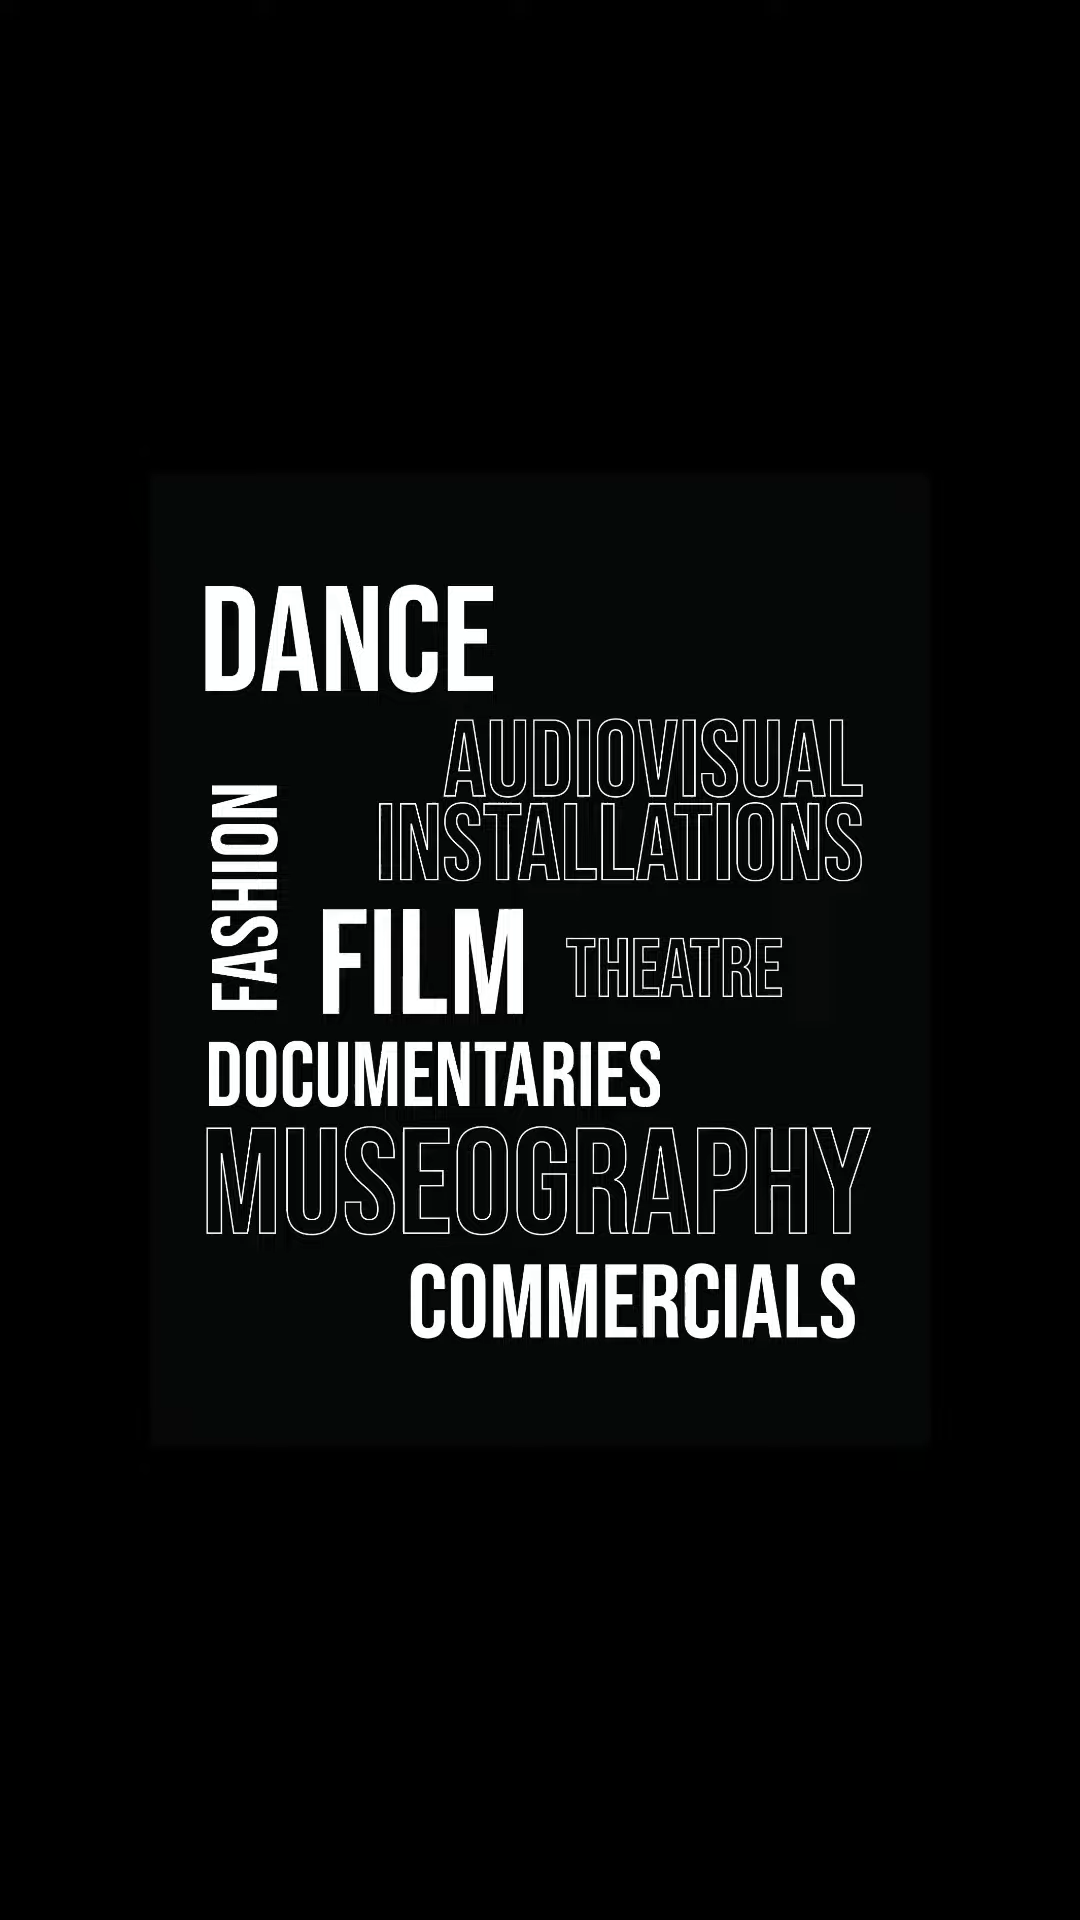 DANCE
AUDIOVISUAL
INSTALLATIONS
FASHION
FILM
THEATRE
DOCUMENTARIES
MUSEOGRAPHY
COMMERCIALS